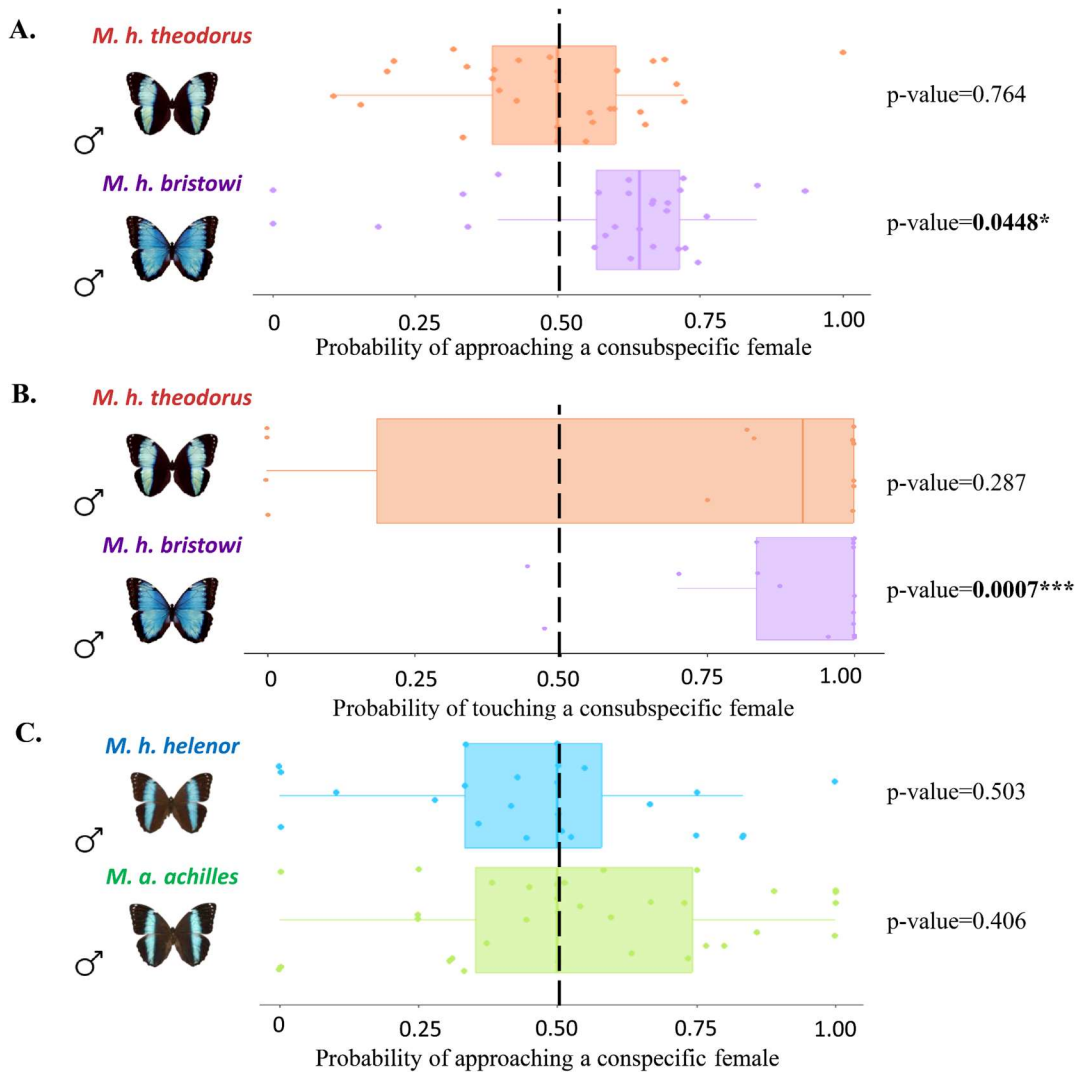 A.
M. h. theodorus
♂
p-value=0.764
M. h. bristowi
♂
p-value=0.0448*
0 0.25 0.50 0.75 1.00
Probability of approaching a consubspecific female
B.
M. h. theodorus
♂
p-value=0.287
M. h. bristowi
♂
p-value=0.0007***
0 0.25 0.50 0.75 1.00
Probability of touching a consubspecific female
C.
M. h. helenor
♂
p-value=0.503
M. a. achilles
♂
p-value=0.406
0 0.25 0.50 0.75 1.00
Probability of approaching a conspecific female